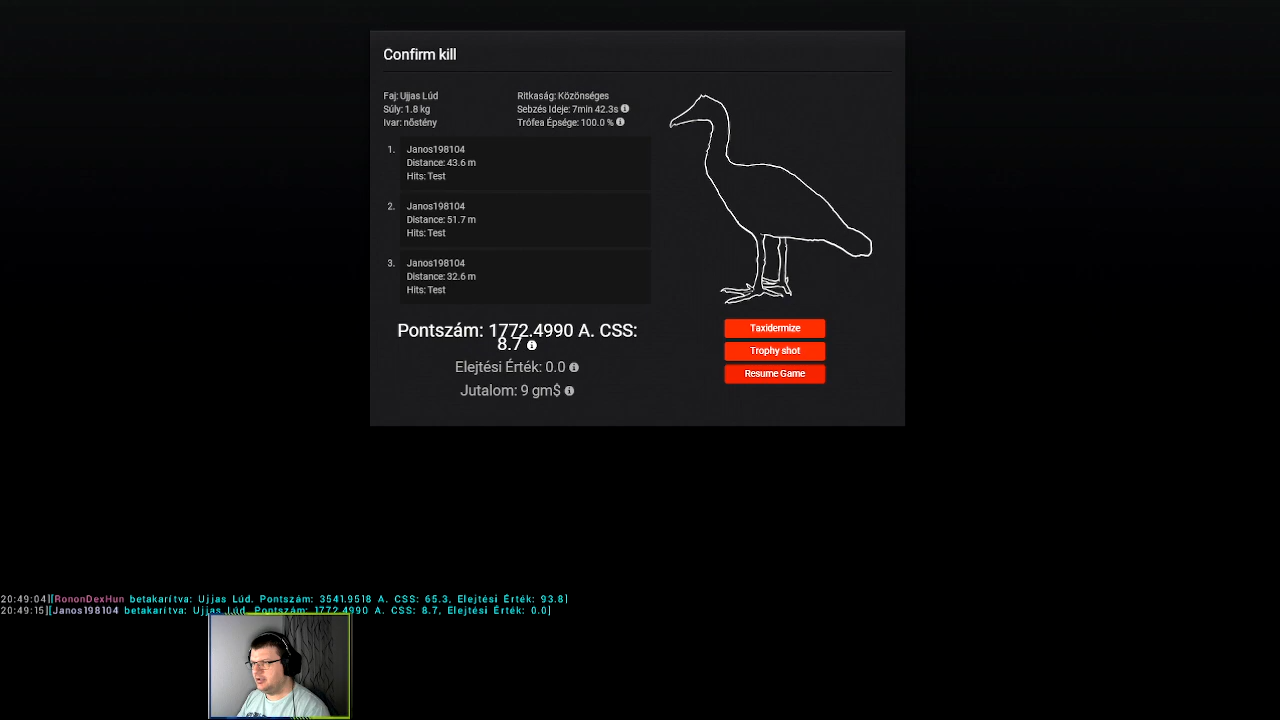 Confirm kill
Faj: Ujjas Lúd
Súly: 1.8 kg
Ivar: nőstény
Ritkaság: Közönséges
Sebzés Ideje: 7min 42.3s
Trófea Épsége: 100.0 %
1. Janos198104
Distance: 43.6 m
Hits: Test
2. Janos198104
Distance: 51.7 m
Hits: Test
3. Janos198104
Distance: 32.6 m
Hits: Test
Pontszám: 1772.4990 A. CSS:
8.7
Elejtési Érték: 0.0
Jutalom: 9 gm$
Taxidermize
Trophy shot
Resume Game
20:49:04][RononDexHun betakarítva: Ujjas Lúd. Pontszám: 3541.9518 A. CSS: 65.3, Elejtési Érték: 93.8]
20:49:15][Janos198104 betakarítva: Ujjas Lúd. Pontszám: 1772.4990 A. CSS: 8.7, Elejtési Érték: 0.0]